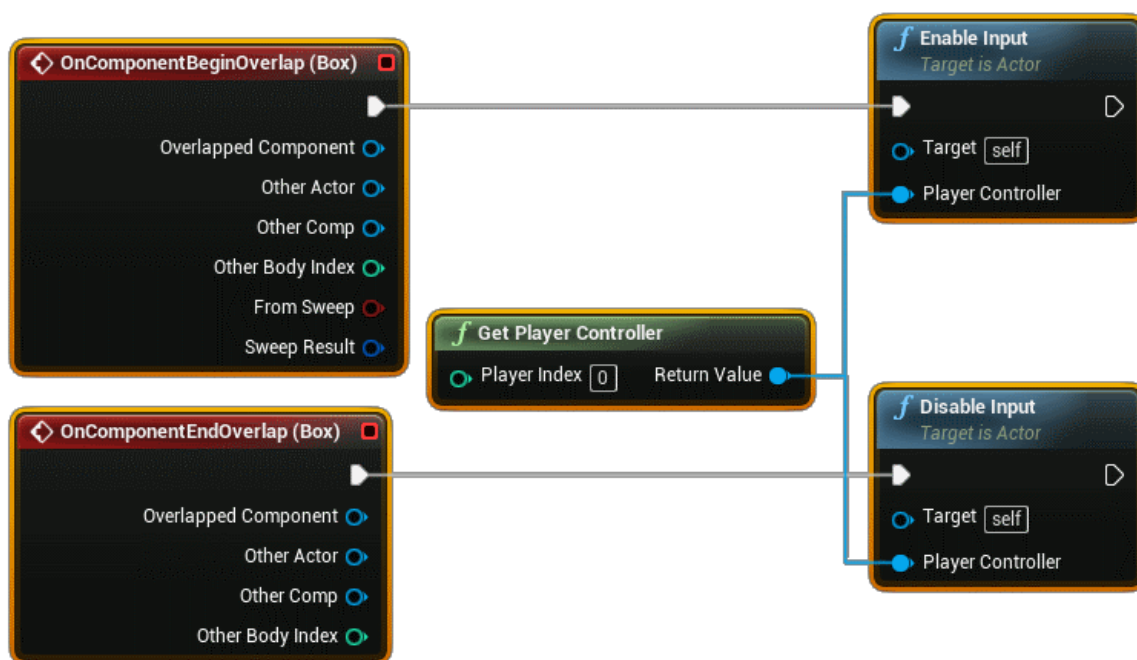 OnComponentBeginOverlap (Box)
Overlapped Component
Other Actor
Other Comp
Other Body Index
From Sweep
Sweep Result
Enable Input
Target is Actor
Target self
Player Controller
Get Player Controller
Player Index 0 Return Value
OnComponentEndOverlap (Box)
Overlapped Component
Other Actor
Other Comp
Other Body Index
Disable Input
Target is Actor
Target self
Player Controller